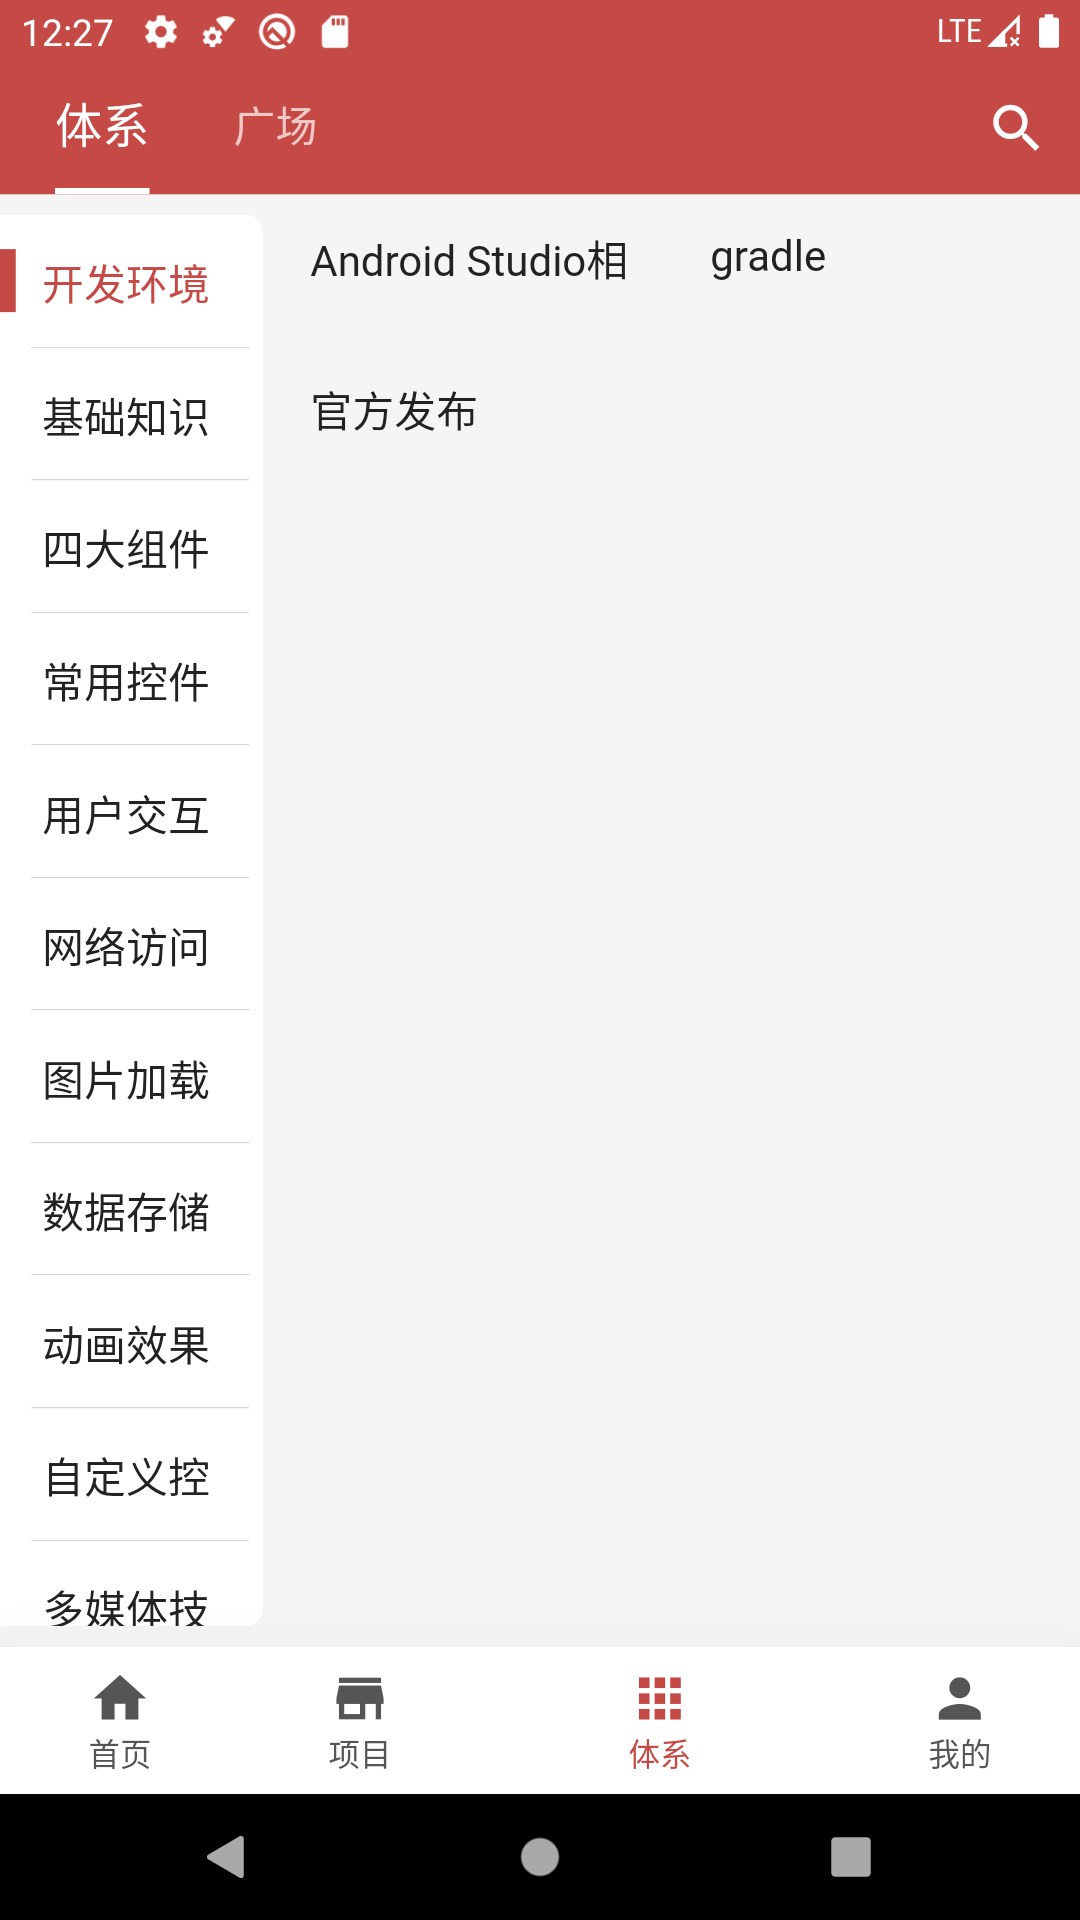 12:27
LTE
体系
广场
开发环境
基础知识
四大组件
常用控件
用户交互
网络访问
图片加载
数据存储
动画效果
自定义控
多媒体技
Android Studio相
gradle
官方发布
首页
项目
体系
我的